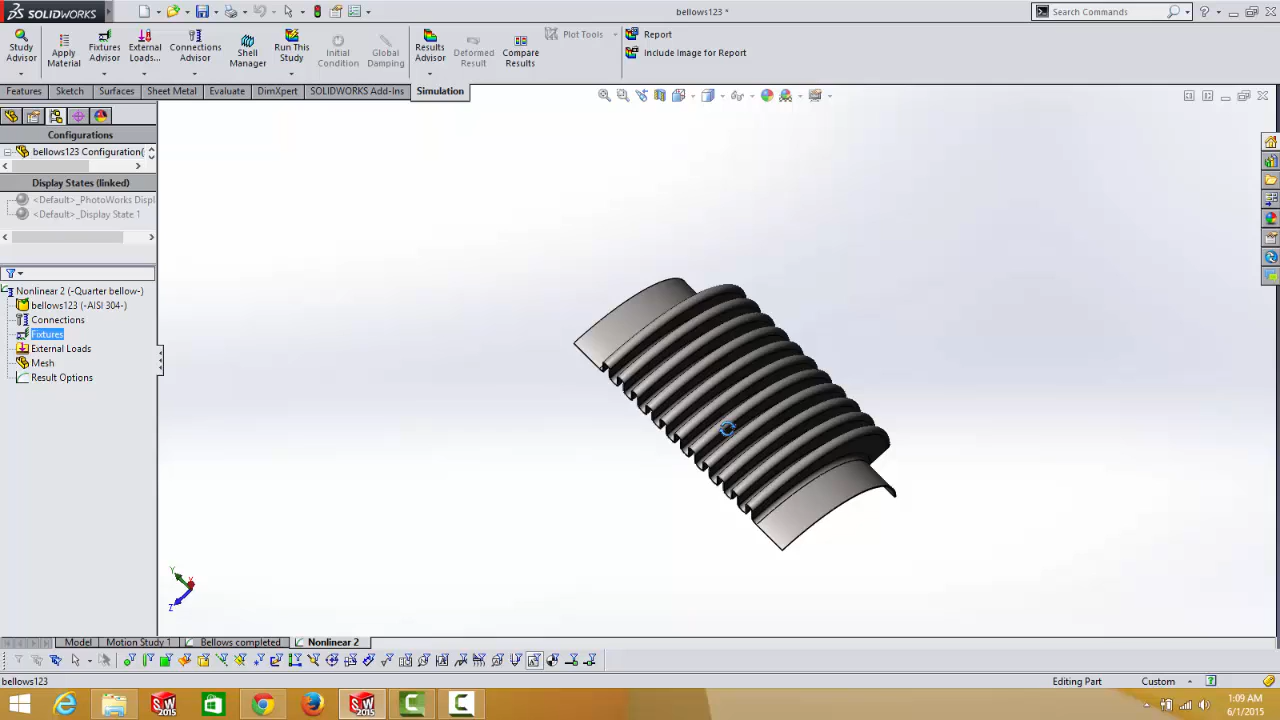 SOLIDWORKS
bellows123 *
Search Commands
Study Advisor
Apply Material
Fixtures Advisor
External Loads...
Connections Advisor
Shell Manager
Run This Study
Initial Condition
Global Damping
Results Advisor
Deformed Result
Compare Results
Plot Tools
Report
Include Image for Report
Features
Sketch
Surfaces
Sheet Metal
Evaluate
DimXpert
SOLIDWORKS Add-Ins
Simulation
Configurations
bellows123 Configuration(
Display States (linked)
<Default>_PhotoWorks Displ
<Default>_Display State 1
Nonlinear 2 (-Quarter bellow-)
bellows123 (-AISI 304-)
Connections
Fixtures
External Loads
Mesh
Result Options
Y
X
Z
Model
Motion Study 1
Bellows completed
Nonlinear 2
bellows123
Editing Part
Custom
SW 2015
SW 2015
1:09 AM
6/1/2015